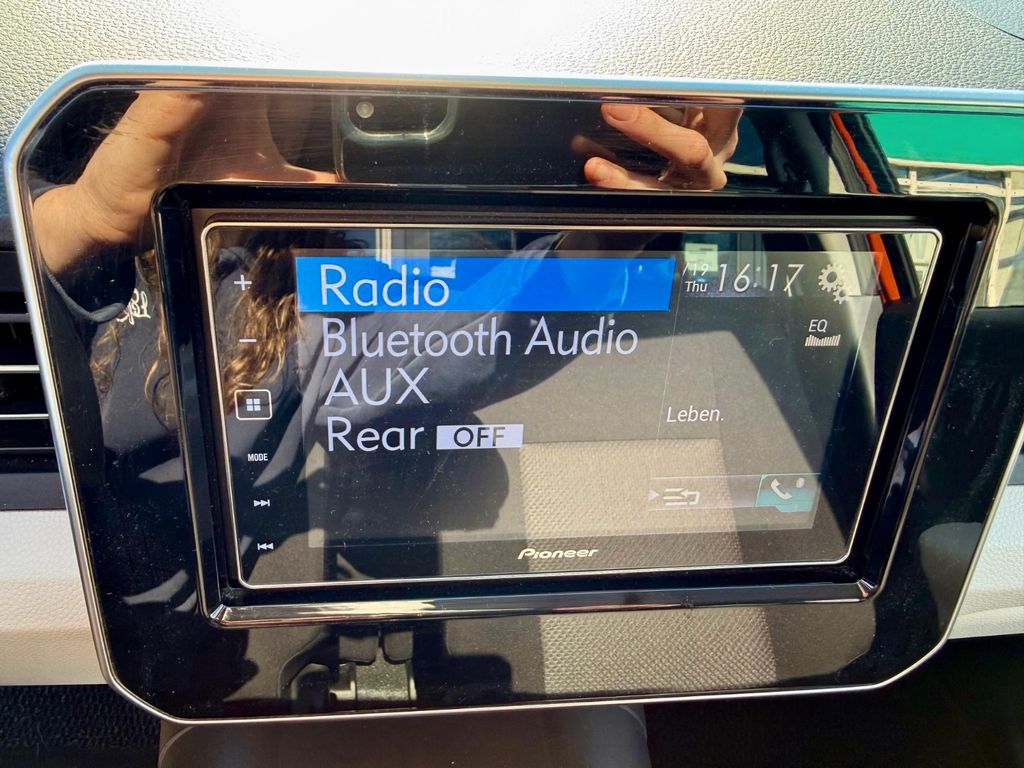 Radio
Thu 16:17
Bluetooth Audio
EQ
AUX
Leben.
Rear OFF
MODE
Pioneer